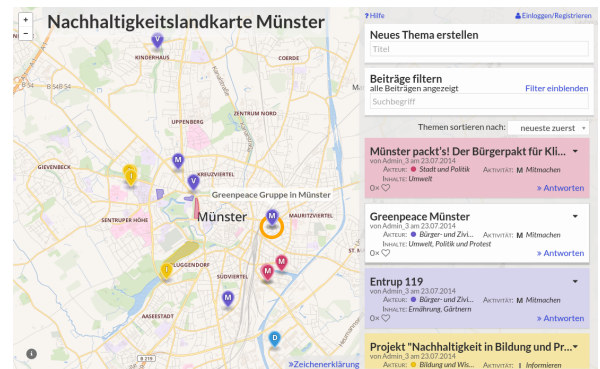 +
−
Nachhaltigkeitslandkarte Münster
V
KINDERHAUS
COERDE
B 54
B 54 B 54
UPPENBERG
ZENTRUM NORD
GIEVENBECK
I
M
V
KREUZVIERTEL
Greenpeace Gruppe in Münster
SENTRUPER HÖHE
Münster
M
MAURITZVIERTEL
I
LUGGENDORF
M
M
SÜDVIERTEL
M
AASEESTADT
D
B 219
»Zeichenerklärung
? Hilfe
Einloggen/Registrieren
Neues Thema erstellen
Titel
Beiträge filtern
alle Beiträgen angezeigt
Filter einblenden
Suchbegriff
Themen sortieren nach:
neueste zuerst
Münster packt's! Der Bürgerpakt für Kli...
von Admin_3 am 23.07.2014
AKTEUR: Stadt und Politik AKTIVITÄT: M Mitmachen
INHALTE: Umwelt
0×
» Antworten
Greenpeace Münster
von Admin_3 am 23.07.2014
AKTEUR: Bürger- und Zivi... AKTIVITÄT: M Mitmachen
INHALTE: Umwelt, Politik und Protest
0×
» Antworten
Entrup 119
von Admin_3 am 23.07.2014
AKTEUR: Bürger- und Zivi... AKTIVITÄT: M Mitmachen
INHALTE: Ernährung, Gärtnern
0×
» Antworten
Projekt "Nachhaltigkeit in Bildung und Pr...
von Admin_3 am 23.07.2014
AKTEUR: Bildung und Wis... AKTIVITÄT: I Informieren